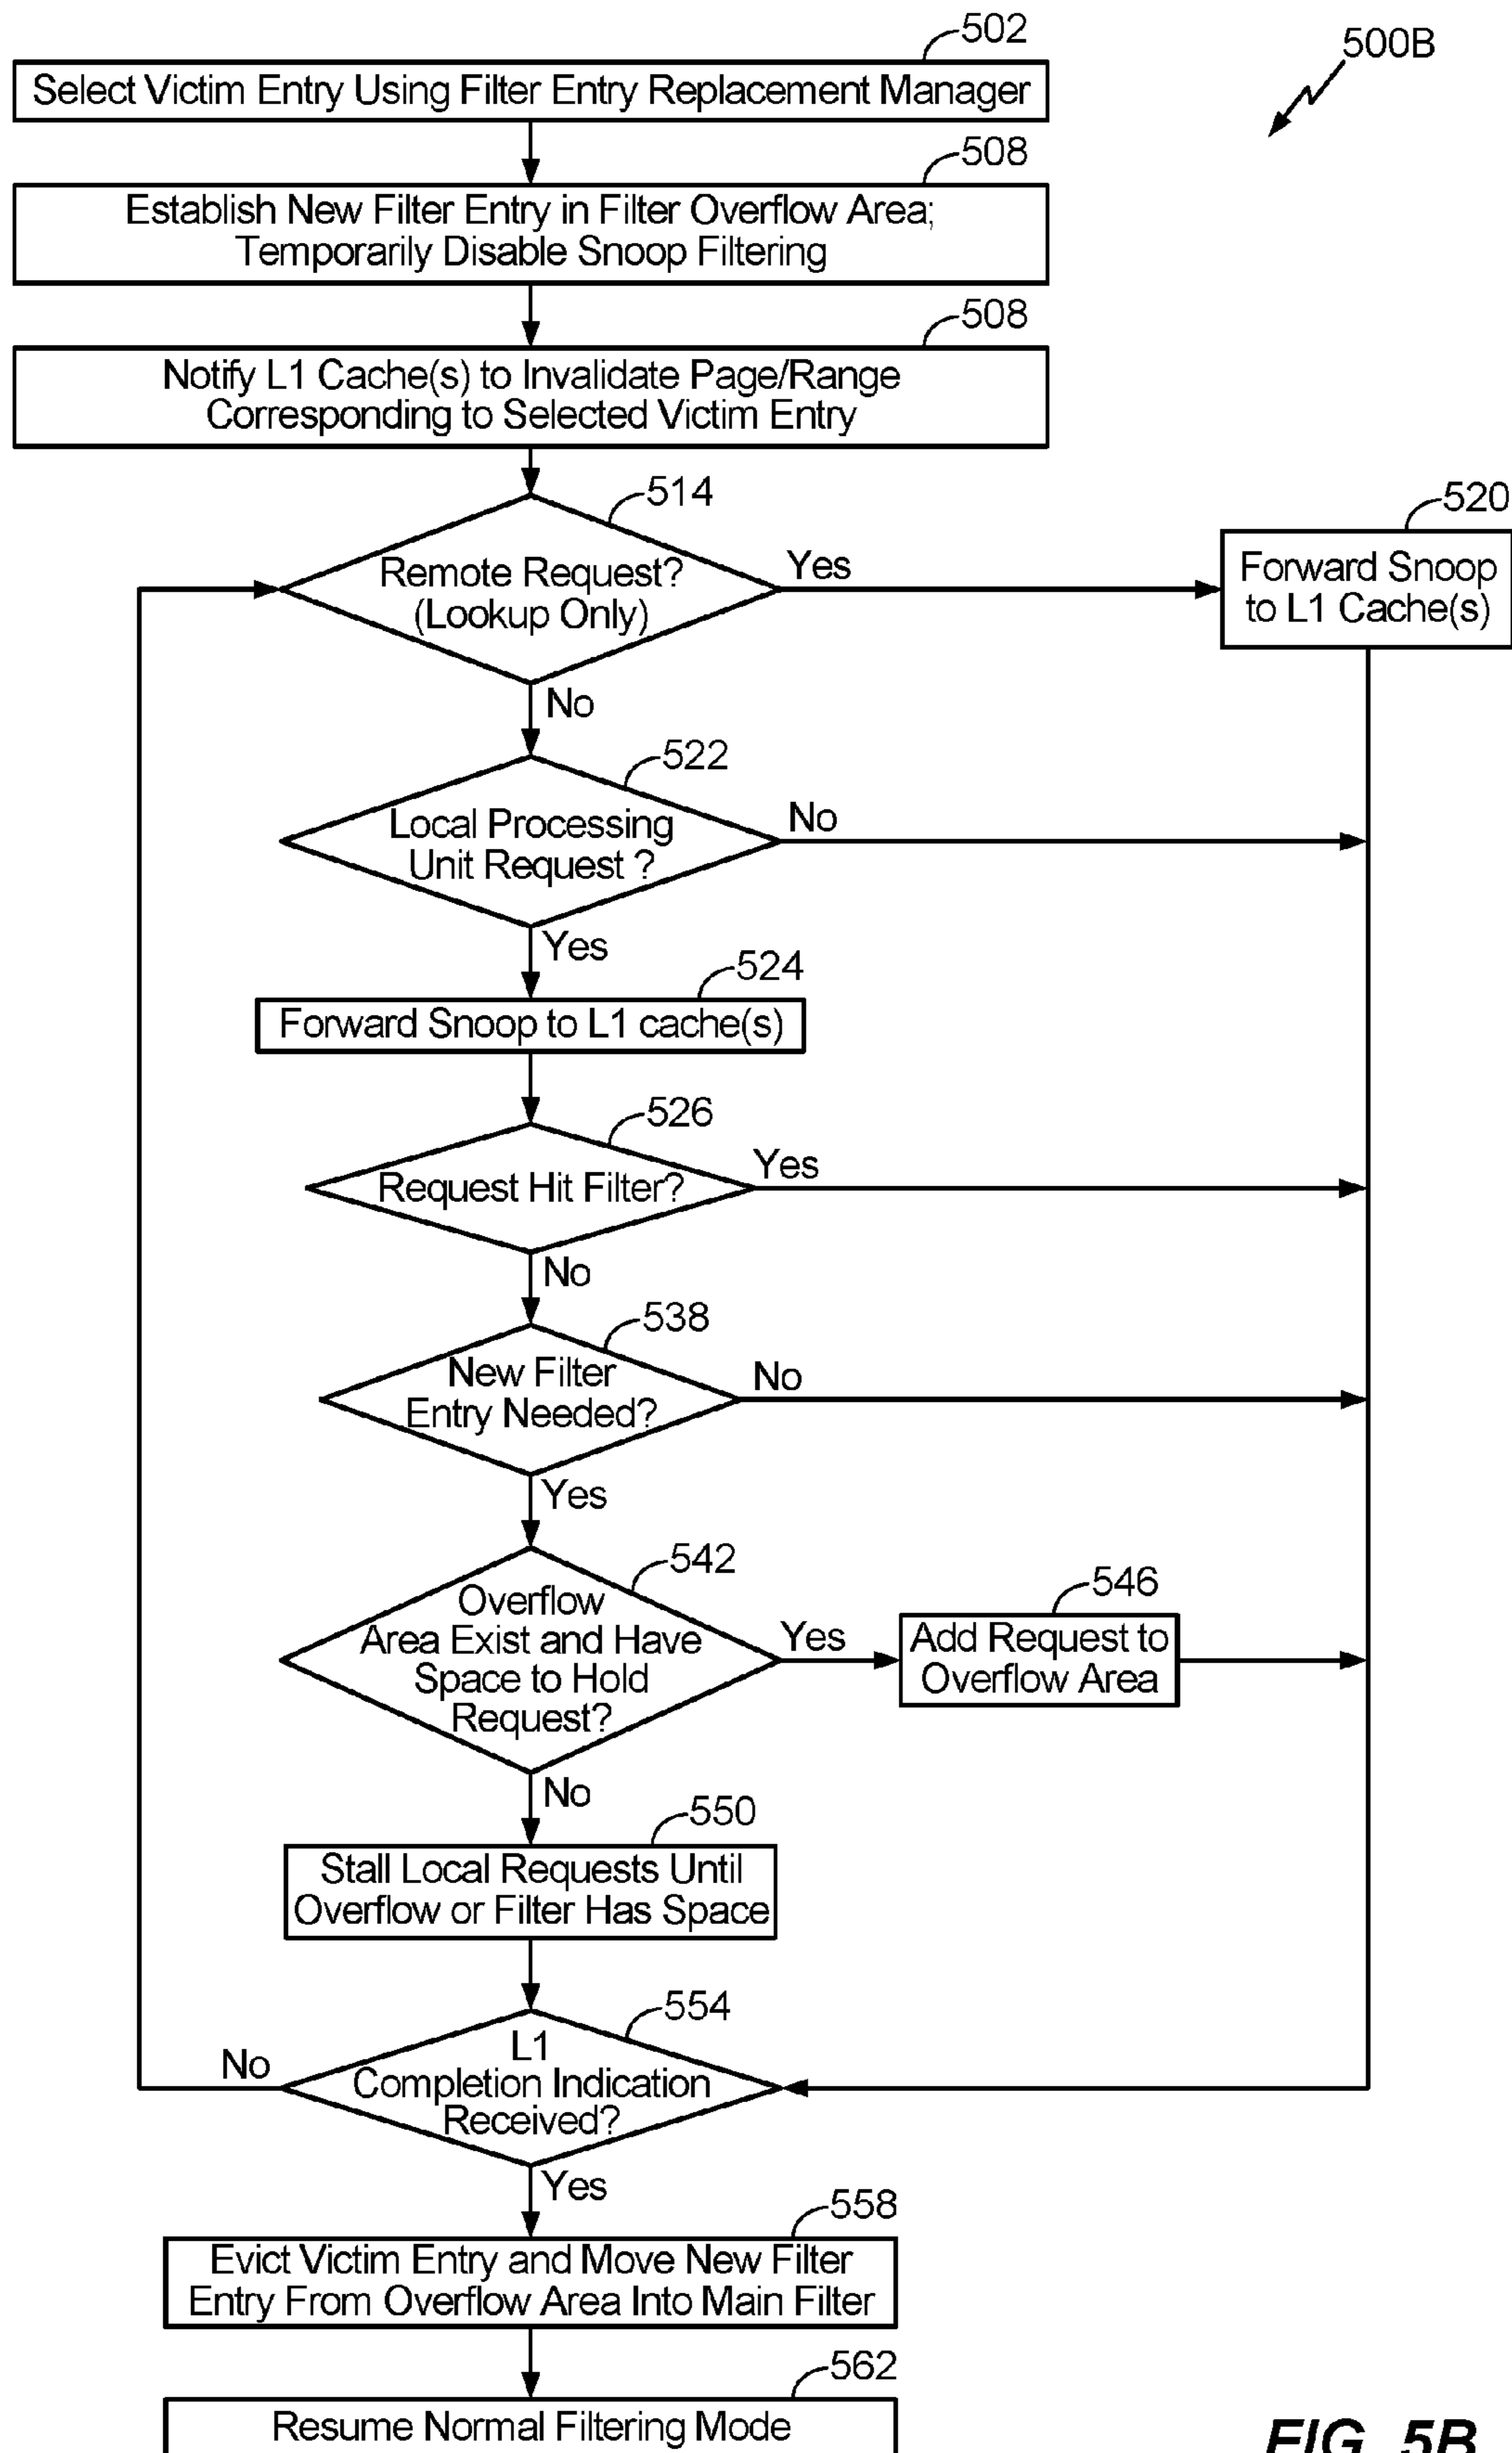 502
500B
Select Victim Entry Using Filter Entry Replacement Manager
508
Establish New Filter Entry in Filter Overflow Area;
Temporarily Disable Snoop Filtering
508
Notify L1 Cache(s) to Invalidate Page/Range
Corresponding to Selected Victim Entry
514
Remote Request?
(Lookup Only)
Yes
520
Forward Snoop
to L1 Cache(s)
No
522
Local Processing
Unit Request ?
No
Yes
524
Forward Snoop to L1 cache(s)
526
Request Hit Filter?
Yes
No
538
New Filter
Entry Needed?
No
Yes
542
Overflow
Area Exist and Have
Space to Hold
Request?
Yes
546
Add Request to
Overflow Area
No
550
Stall Local Requests Until
Overflow or Filter Has Space
554
L1
Completion Indication
Received?
No
Yes
558
Evict Victim Entry and Move New Filter
Entry From Overflow Area Into Main Filter
562
Resume Normal Filtering Mode
FIG. 5B